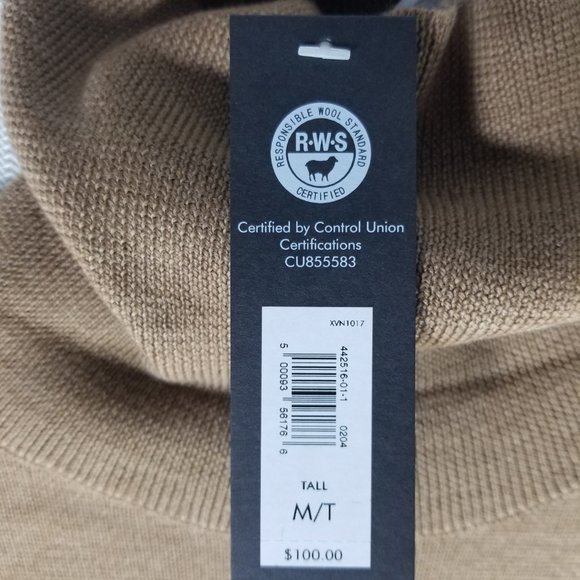 RESPONSIBLE WOOL STANDARD
R•W•S
CERTIFIED
Certified by Control Union
Certifications
CU855583
XVN1017
442516-01-1 0204
5 00093 56176 6
TALL
M/T
$100.00